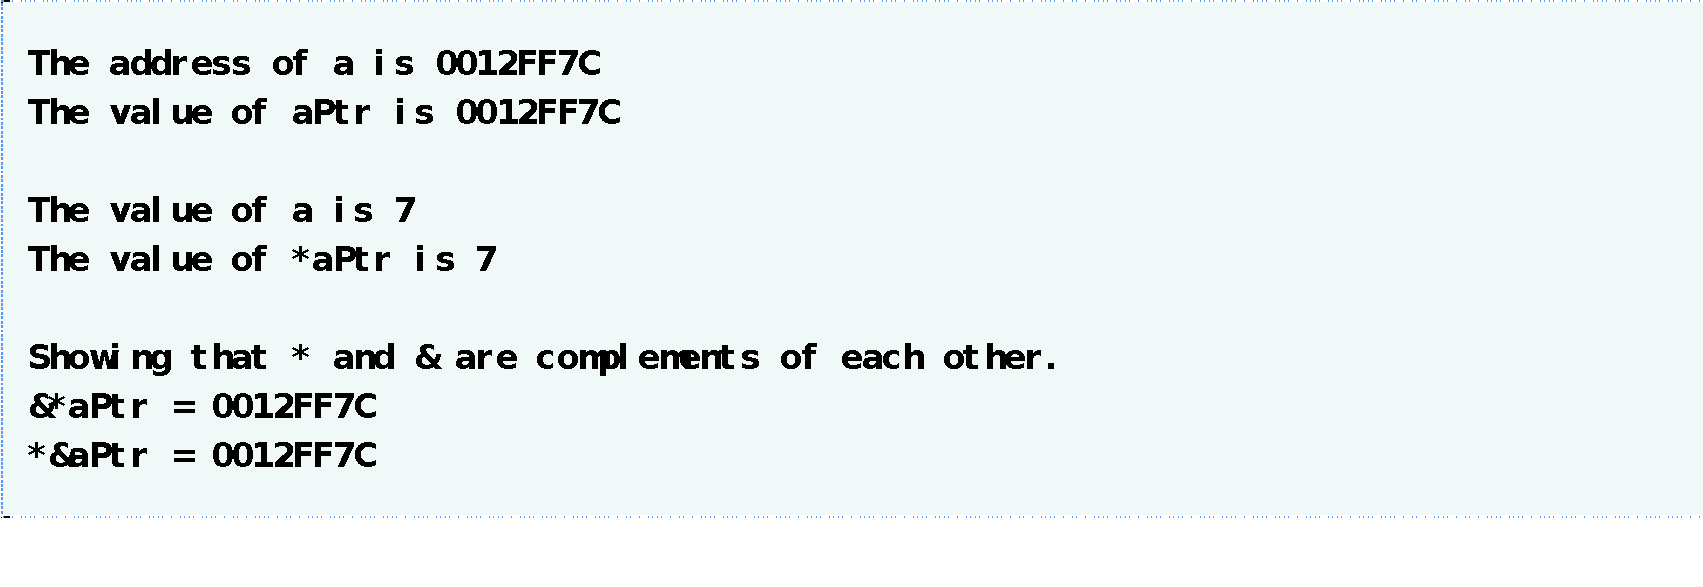 The address of a is 0012FF7C
The value of aPtr is 0012FF7C
The value of a is 7
The value of *aPtr is 7
Showing that * and & are complements of each other.
&*aPtr = 0012FF7C
*&aPtr = 0012FF7C